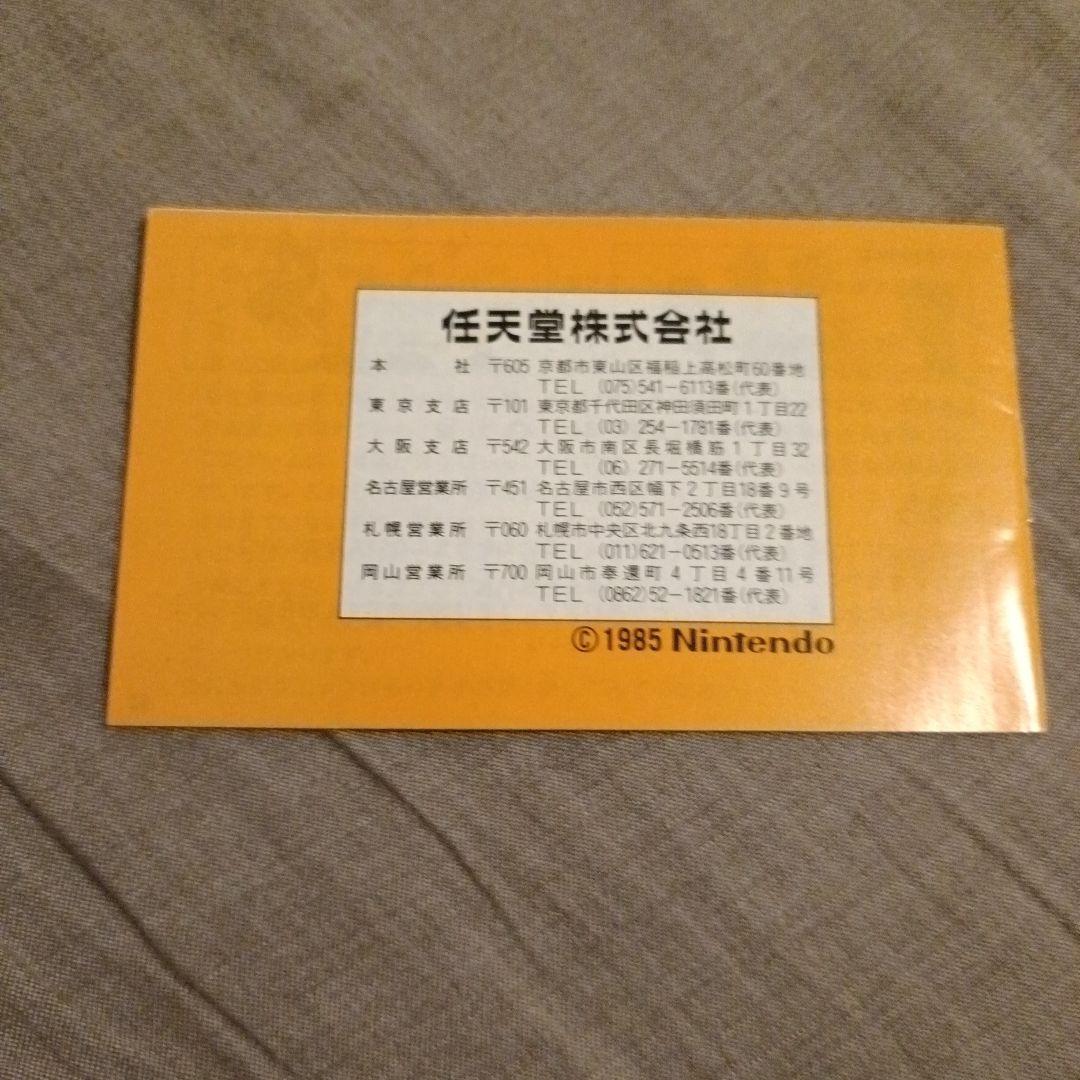 任天堂株式会社
本社 〒605 京都市東山区福稲上高松町60番地
TEL (075)541-6113番(代表)
東京支店 〒101 東京都千代田区神田須田町1丁目22
TEL (03) 254-1781番(代表)
大阪支店 〒542 大阪市南区長堀橋筋1丁目32
TEL (06) 271-5514番(代表)
名古屋営業所 〒451 名古屋市西区幅下2丁目18番9号
TEL (052)571-2506番(代表)
札幌営業所 〒060 札幌市中央区北九条西18丁目2番地
TEL (011)621-0513番(代表)
岡山営業所 〒700 岡山市奉還町4丁目4番11号
TEL (0862)52-1821番(代表)
©1985 Nintendo